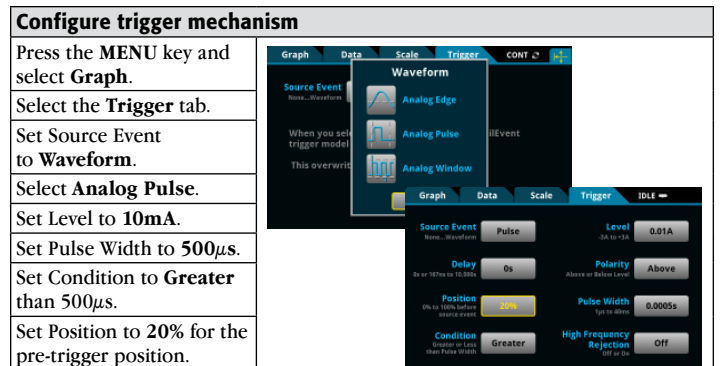 Configure trigger mechanism
Press the MENU key and
select Graph.
Select the Trigger tab.
Set Source Event
to Waveform.
Select Analog Pulse.
Set Level to 10mA.
Set Pulse Width to 500μs.
Set Condition to Greater
than 500μs.
Set Position to 20% for the
pre-trigger position.
Graph Data Scale Trigger CONT
Waveform
Source Event
None...Waveform
Analog Edge
When you sel
trigger model
Analog Pulse
ilEvent
This overwrit
Analog Window
Graph Data Scale Trigger IDLE
Source Event
None...Waveform
Pulse
Level
-3A to +3A
0.01A
Delay
0s or 167ns to 10,000s
0s
Polarity
Above or Below Level
Above
Position
0% to 100% before
source event
20%
Pulse Width
1μs to 40ms
0.0005s
Condition
Greater or Less
than Pulse Width
Greater
High Frequency
Rejection
Off or On
Off